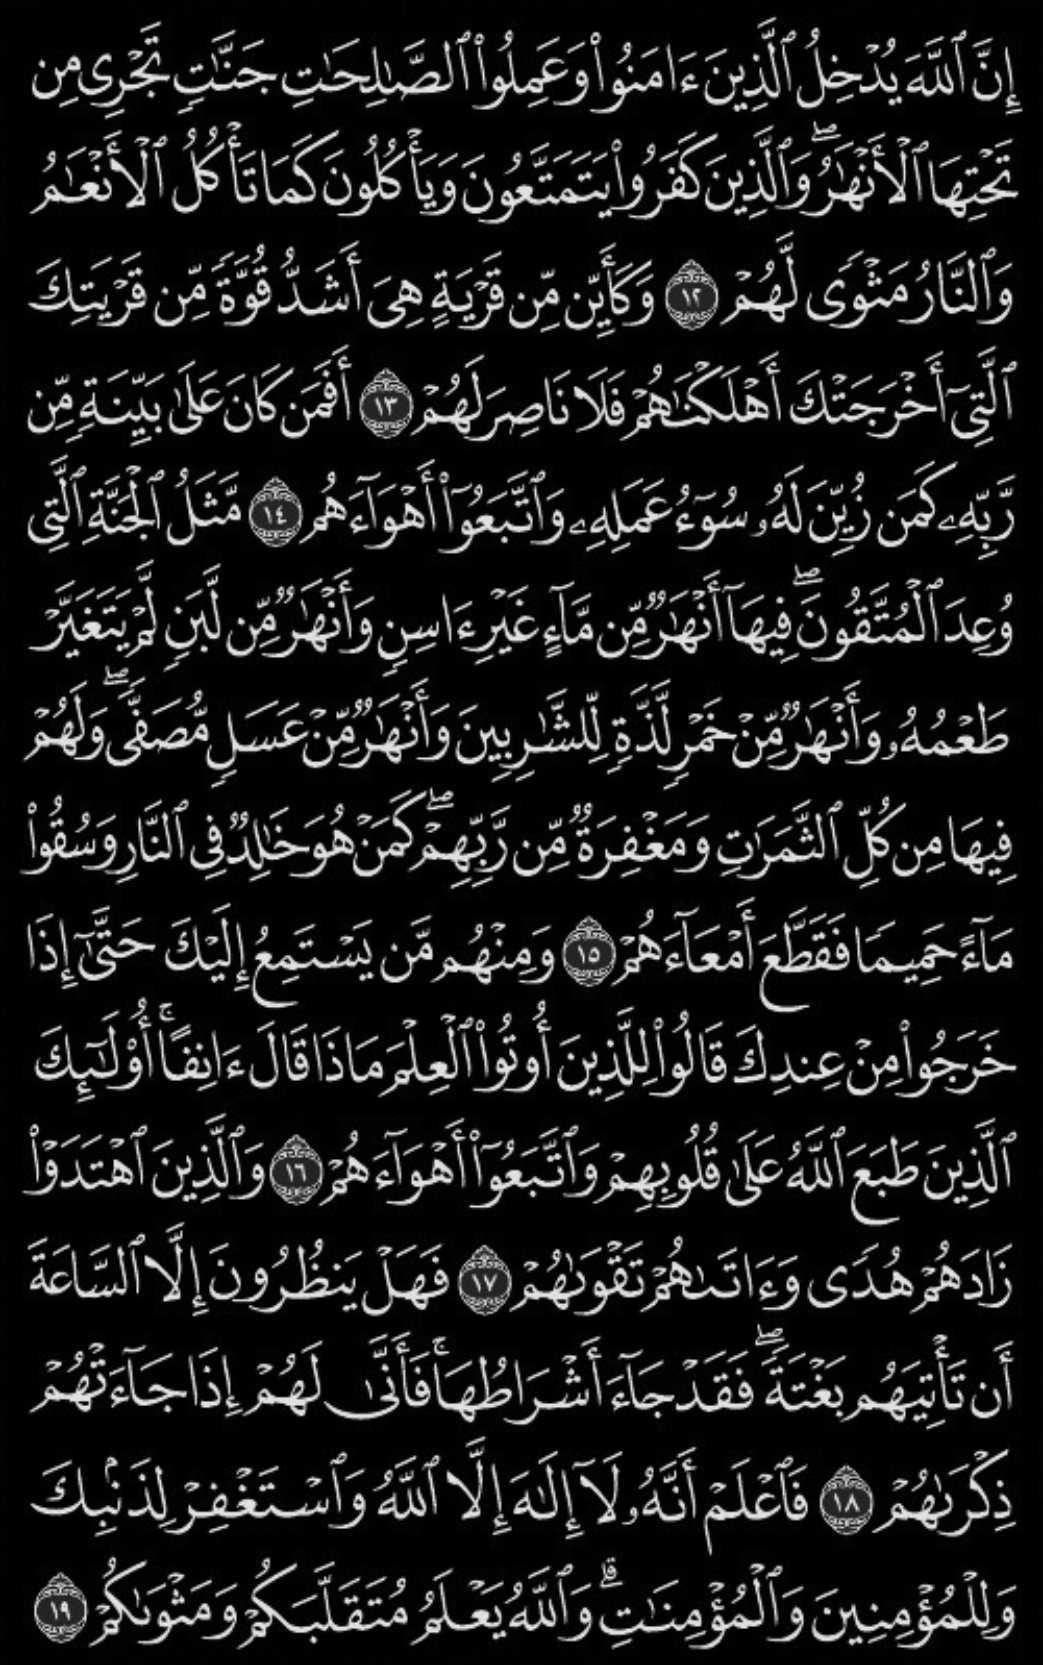 إِنَّ ٱللَّهَ يُدْخِلُ ٱلَّذِينَ ءَامَنُوا۟ وَعَمِلُوا۟ ٱلصَّـٰلِحَـٰتِ جَنَّـٰتٍ تَجْرِى مِن
تَحْتِهَا ٱلْأَنْهَـٰرُ ۖ وَٱلَّذِينَ كَفَرُوا۟ يَتَمَتَّعُونَ وَيَأْكُلُونَ كَمَا تَأْكُلُ ٱلْأَنْعَـٰمُ
وَٱلنَّارُ مَثْوًى لَّهُمْ ١٢ وَكَأَيِّن مِّن قَرْيَةٍ هِىَ أَشَدُّ قُوَّةً مِّن قَرْيَتِكَ
ٱلَّتِىٓ أَخْرَجَتْكَ أَهْلَكْنَـٰهُمْ فَلَا نَاصِرَ لَهُمْ ١٣ أَفَمَن كَانَ عَلَىٰ بَيِّنَةٍ مِّن
رَّبِّهِۦ كَمَن زُيِّنَ لَهُۥ سُوٓءُ عَمَلِهِۦ وَٱتَّبَعُوٓا۟ أَهْوَآءَهُم ١٤ مَّثَلُ ٱلْجَنَّةِ ٱلَّتِى
وُعِدَ ٱلْمُتَّقُونَ ۖ فِيهَآ أَنْهَـٰرٌ مِّن مَّآءٍ غَيْرِ ءَاسِنٍ وَأَنْهَـٰرٌ مِّن لَّبَنٍ لَّمْ يَتَغَيَّرْ
طَعْمُهُۥ وَأَنْهَـٰرٌ مِّنْ خَمْرٍ لَّذَّةٍ لِّلشَّـٰرِبِينَ وَأَنْهَـٰرٌ مِّنْ عَسَلٍ مُّصَفًّى ۖ وَلَهُمْ
فِيهَا مِن كُلِّ ٱلثَّمَرَٰتِ وَمَغْفِرَةٌ مِّن رَّبِّهِمْ ۖ كَمَنْ هُوَ خَـٰلِدٌ فِى ٱلنَّارِ وَسُقُوا۟
مَآءً حَمِيمًا فَقَطَّعَ أَمْعَآءَهُمْ ١٥ وَمِنْهُم مَّن يَسْتَمِعُ إِلَيْكَ حَتَّىٰٓ إِذَا
خَرَجُوا۟ مِنْ عِندِكَ قَالُوا۟ لِلَّذِينَ أُوتُوا۟ ٱلْعِلْمَ مَاذَا قَالَ ءَانِفًا ۚ أُو۟لَـٰٓئِكَ
ٱلَّذِينَ طَبَعَ ٱللَّهُ عَلَىٰ قُلُوبِهِمْ وَٱتَّبَعُوٓا۟ أَهْوَآءَهُمْ ١٦ وَٱلَّذِينَ ٱهْتَدَوْا۟
زَادَهُمْ هُدًى وَءَاتَىٰهُمْ تَقْوَىٰهُمْ ١٧ فَهَلْ يَنظُرُونَ إِلَّا ٱلسَّاعَةَ
أَن تَأْتِيَهُم بَغْتَةً ۖ فَقَدْ جَآءَ أَشْرَاطُهَا ۚ فَأَنَّىٰ لَهُمْ إِذَا جَآءَتْهُمْ
ذِكْرَىٰهُمْ ١٨ فَٱعْلَمْ أَنَّهُۥ لَآ إِلَـٰهَ إِلَّا ٱللَّهُ وَٱسْتَغْفِرْ لِذَنۢبِكَ
وَلِلْمُؤْمِنِينَ وَٱلْمُؤْمِنَـٰتِ ۗ وَٱللَّهُ يَعْلَمُ مُتَقَلَّبَكُمْ وَمَثْوَىٰكُمْ ١٩